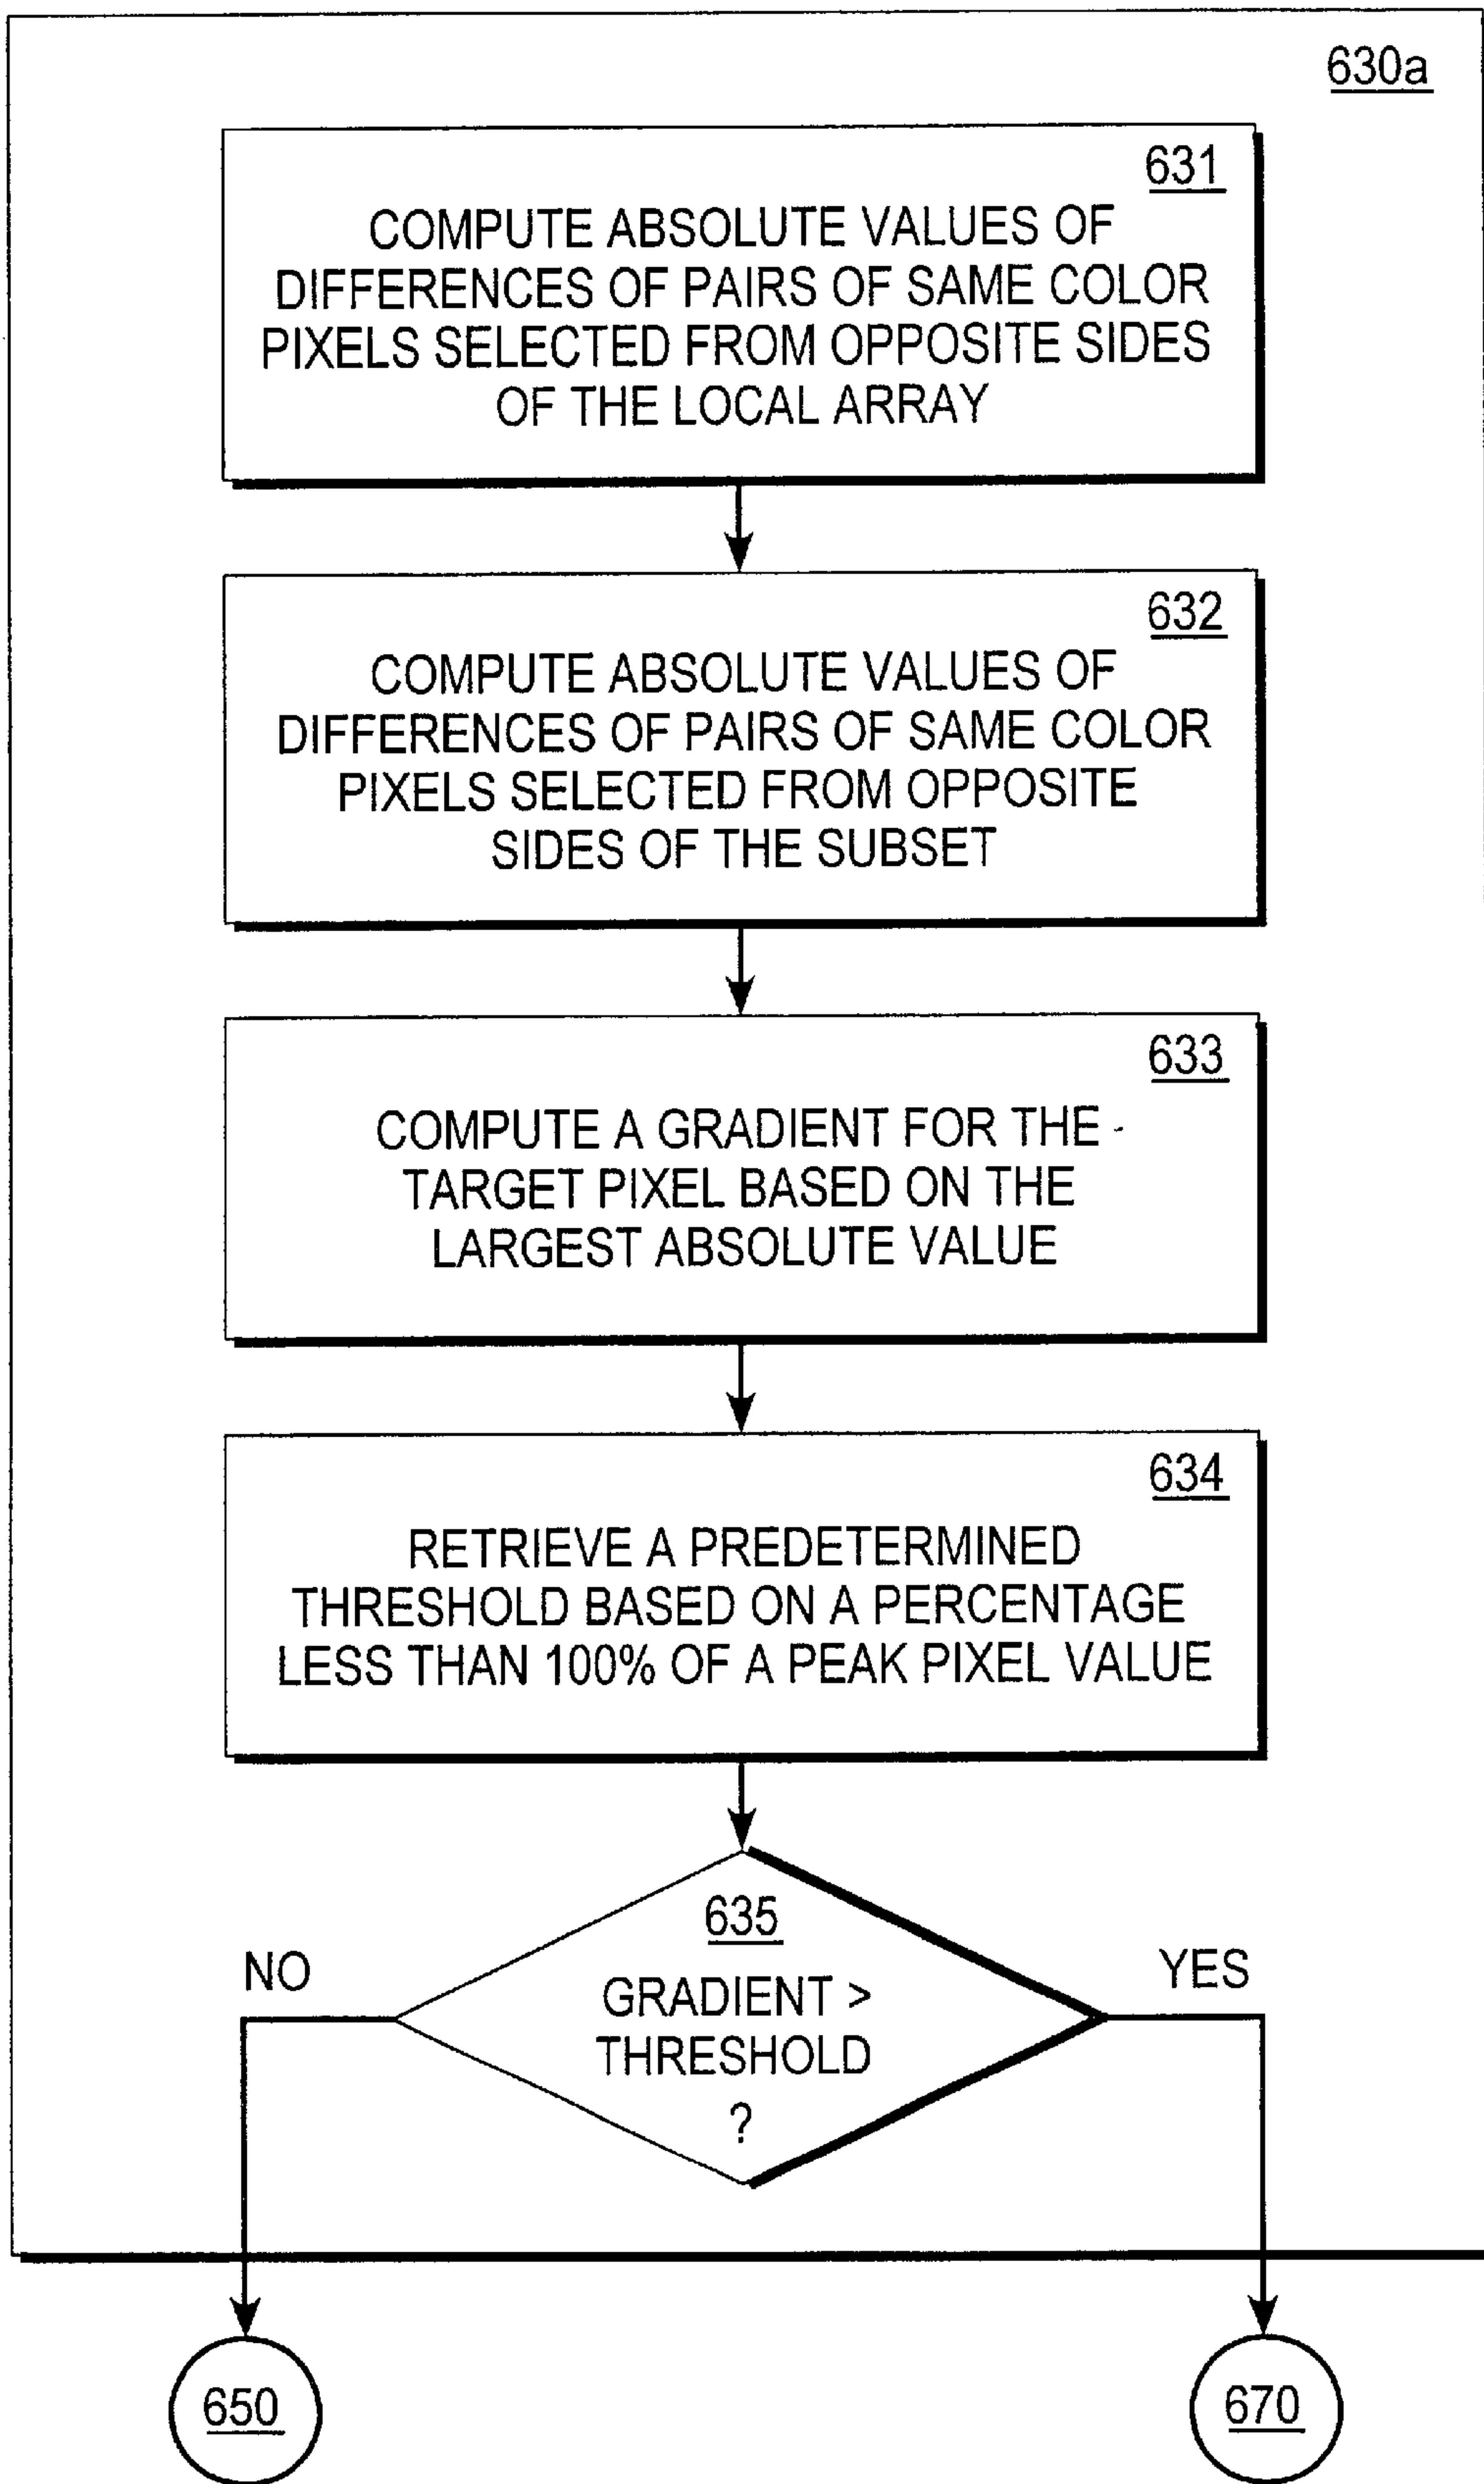 630a
631
COMPUTE ABSOLUTE VALUES OF
DIFFERENCES OF PAIRS OF SAME COLOR
PIXELS SELECTED FROM OPPOSITE SIDES
OF THE LOCAL ARRAY
632
COMPUTE ABSOLUTE VALUES OF
DIFFERENCES OF PAIRS OF SAME COLOR
PIXELS SELECTED FROM OPPOSITE
SIDES OF THE SUBSET
633
COMPUTE A GRADIENT FOR THE
TARGET PIXEL BASED ON THE
LARGEST ABSOLUTE VALUE
634
RETRIEVE A PREDETERMINED
THRESHOLD BASED ON A PERCENTAGE
LESS THAN 100% OF A PEAK PIXEL VALUE
635
NO
YES
GRADIENT >
THRESHOLD
?
650
670